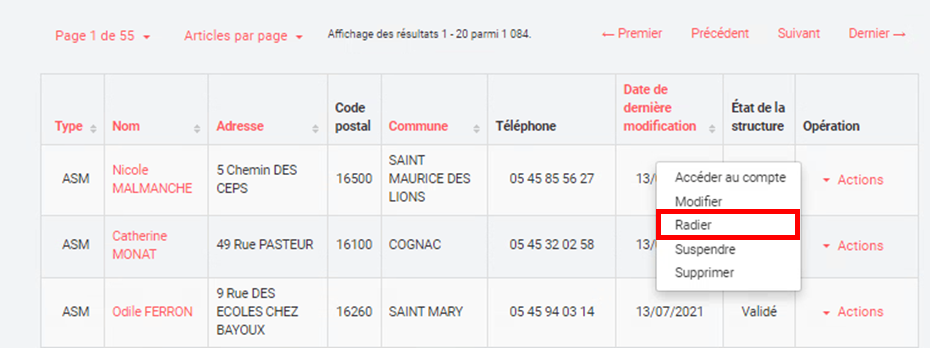 Page 1 de 55 Articles par page Affichage des résultats 1 - 20 parmi 1 084. ← Premier Précédent Suivant Dernier →
Type Nom Adresse Code postal Commune Téléphone Date de dernière modification État de la structure Opération
ASM Nicole MALMANCHE 5 Chemin DES CEPS 16500 SAINT MAURICE DES LIONS 05 45 85 56 27 13/ Actions
ASM Catherine MONAT 49 Rue PASTEUR 16100 COGNAC 05 45 32 02 58 13/ Actions
ASM Odile FERRON 9 Rue DES ECOLES CHEZ BAYOUX 16260 SAINT MARY 05 45 94 03 14 13/07/2021 Validé Actions
Accéder au compte
Modifier
Radier
Suspendre
Supprimer